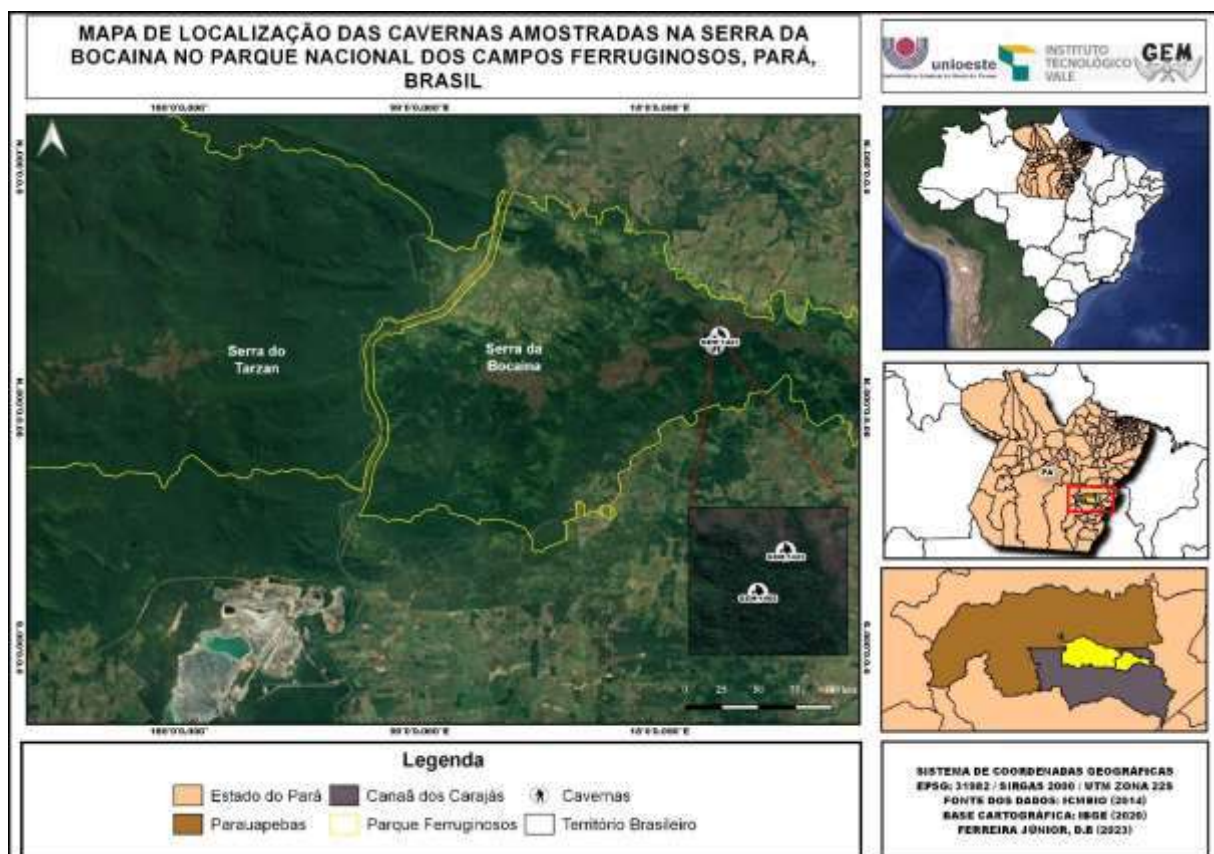 MAPA DE LOCALIZAÇÃO DAS CAVERNAS AMOSTRADAS NA SERRA DA
BOCAINA NO PARQUE NACIONAL DOS CAMPOS FERRUGINOSOS, PARÁ,
BRASIL
unioeste
INSTITUTO
TECNOLÓGICO
VALE
GEM
Serra do
Tarzan
Serra da
Bocaina
PA
0 25 50
Legenda
Estado do Pará
Canaã dos Carajás
Cavernas
Parauapebas
Parque Ferruginosos
Território Brasileiro
SISTEMA DE COORDENADAS GEOGRÁFICAS
EPSG: 31982 / SIRGAS 2000 / UTM ZONA 22S
FONTE DOS DADOS: ICMBIO (2014)
BASE CARTOGRÁFICA: IBGE (2020)
FERREIRA JÚNIOR, D.B (2023)